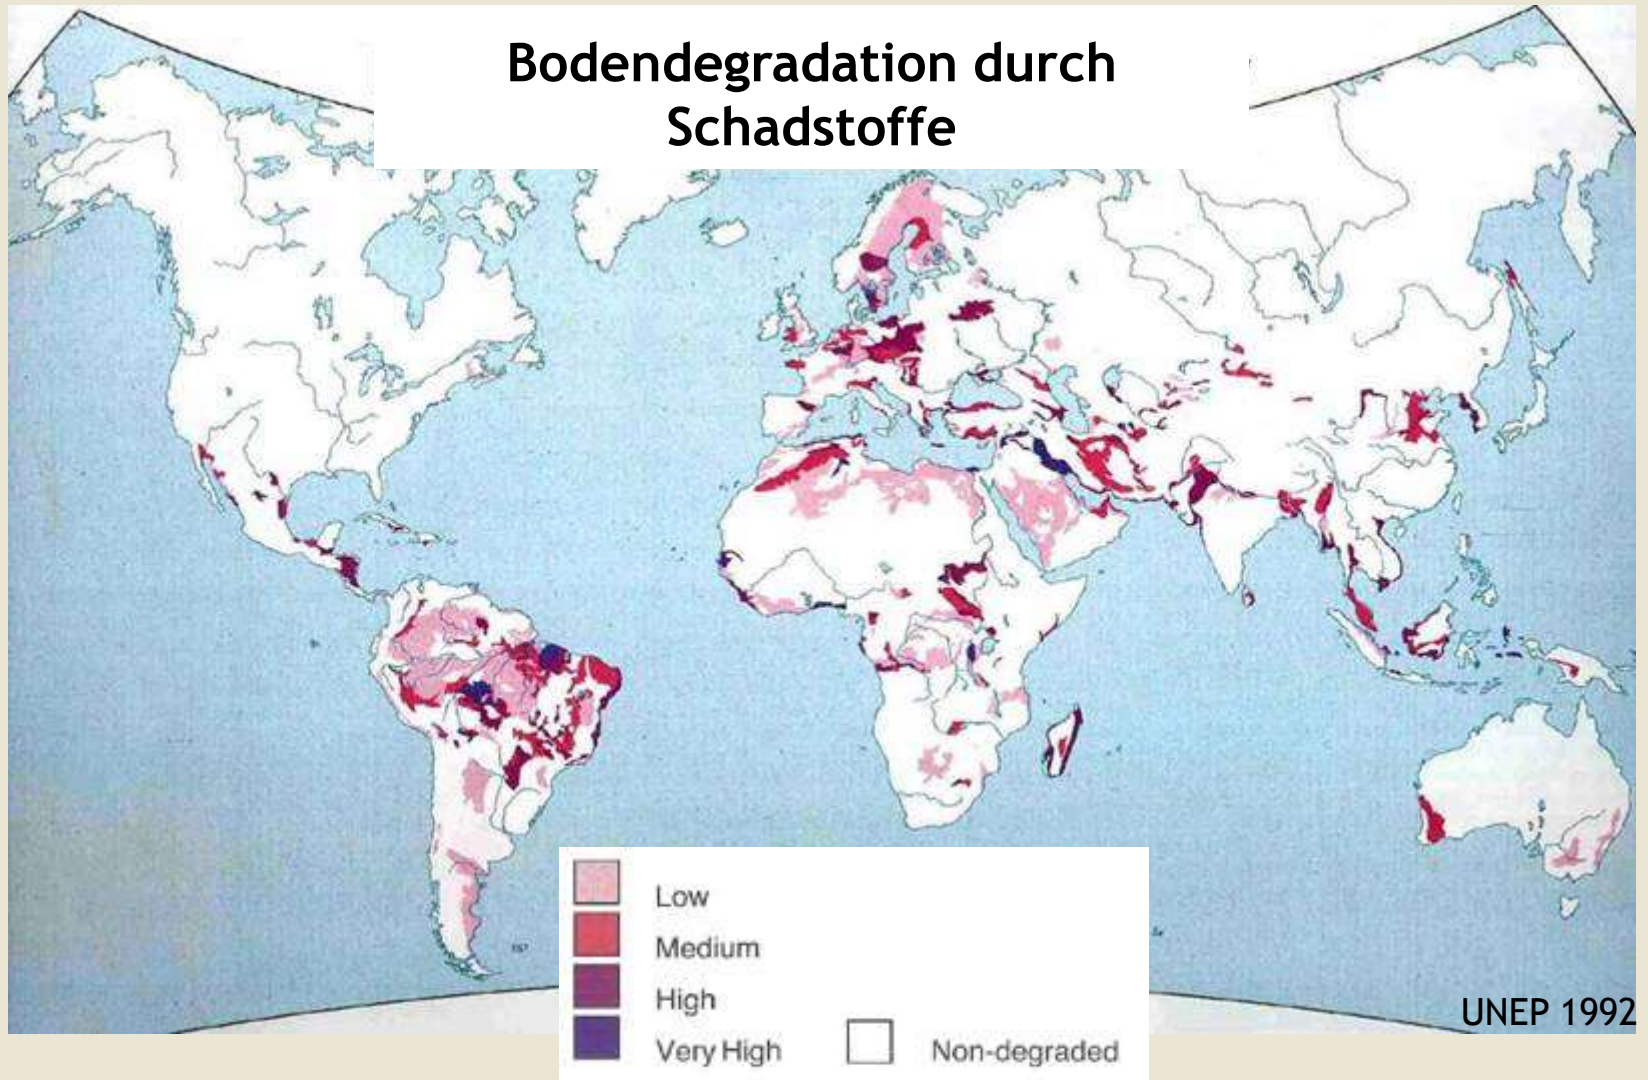 Bodendegradation durch
Schadstoffe
Low
Medium
High
Very High
Non-degraded
UNEP 1992